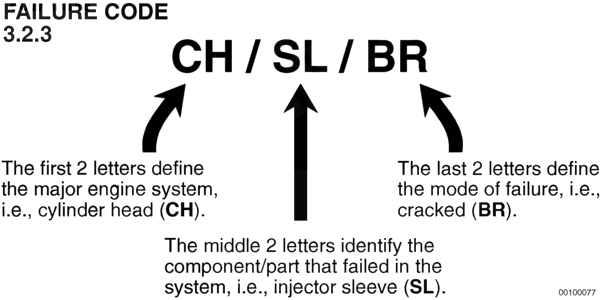 FAILURE CODE
3.2.3
CH / SL / BR
The first 2 letters define
the major engine system,
i.e., cylinder head (CH).
The last 2 letters define
the mode of failure, i.e.,
cracked (BR).
The middle 2 letters identify the
component/part that failed in the
system, i.e., injector sleeve (SL).
00100077